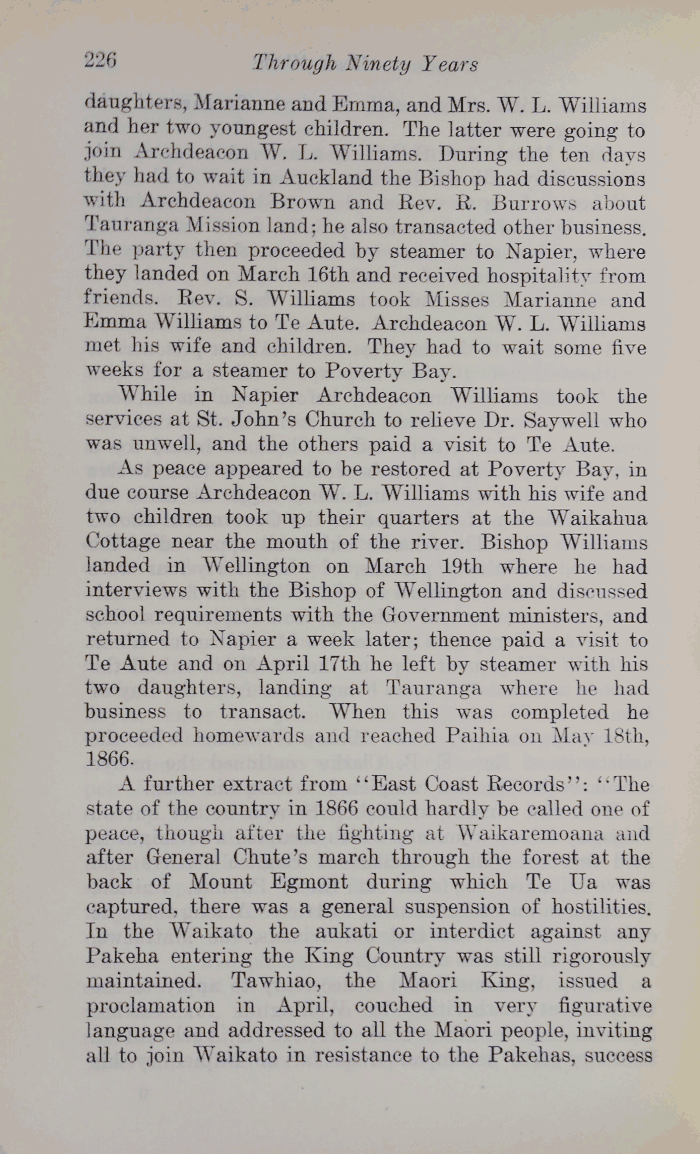 226 Through Ninety Years
daughters, Marianne and Emma, and Mrs. W. L. Williams
and her two youngest children. The latter were going to
join Archdeacon W. L. Williams. During the ten days
they had to wait in Auckland the Bishop had discussions
with Archdeacon Brown and Rev. R. Burrows about
Tauranga Mission land; he also transacted other business.
The party then proceeded by steamer to Napier, where
they landed on March 16th and received hospitality from
friends. Rev. S. Williams took Misses Marianne and
Emma Williams to Te Aute. Archdeacon W. L. Williams
met his wife and children. They had to wait some five
weeks for a steamer to Poverty Bay.
While in Napier Archdeacon Williams took the
services at St. John's Church to relieve Dr. Saywell who
was unwell, and the others paid a visit to Te Aute.
As peace appeared to be restored at Poverty Bay, in
due course Archdeacon W. L. Williams with his wife and
two children took up their quarters at the Waikahua
Cottage near the mouth of the river. Bishop Williams
landed in Wellington on March 19th where he had
interviews with the Bishop of Wellington and discussed
school requirements with the Government ministers, and
returned to Napier a week later; thence paid a visit to
Te Aute and on April 17th he left by steamer with his
two daughters, landing at Tauranga where he had
business to transact. When this was completed he
proceeded homewards and reached Paihia on May 18th,
1866.
A further extract from "East Coast Records": "The
state of the country in 1866 could hardly be called one of
peace, though after the fighting at Waikaremoana and
after General Chute's march through the forest at the
back of Mount Egmont during which Te Ua was
captured, there was a general suspension of hostilities.
In the Waikato the aukati or interdict against any
Pakeha entering the King Country was still rigorously
maintained. Tawhiao, the Maori King, issued a
proclamation in April, couched in very figurative
language and addressed to all the Maori people, inviting
all to join Waikato in resistance to the Pakehas, success